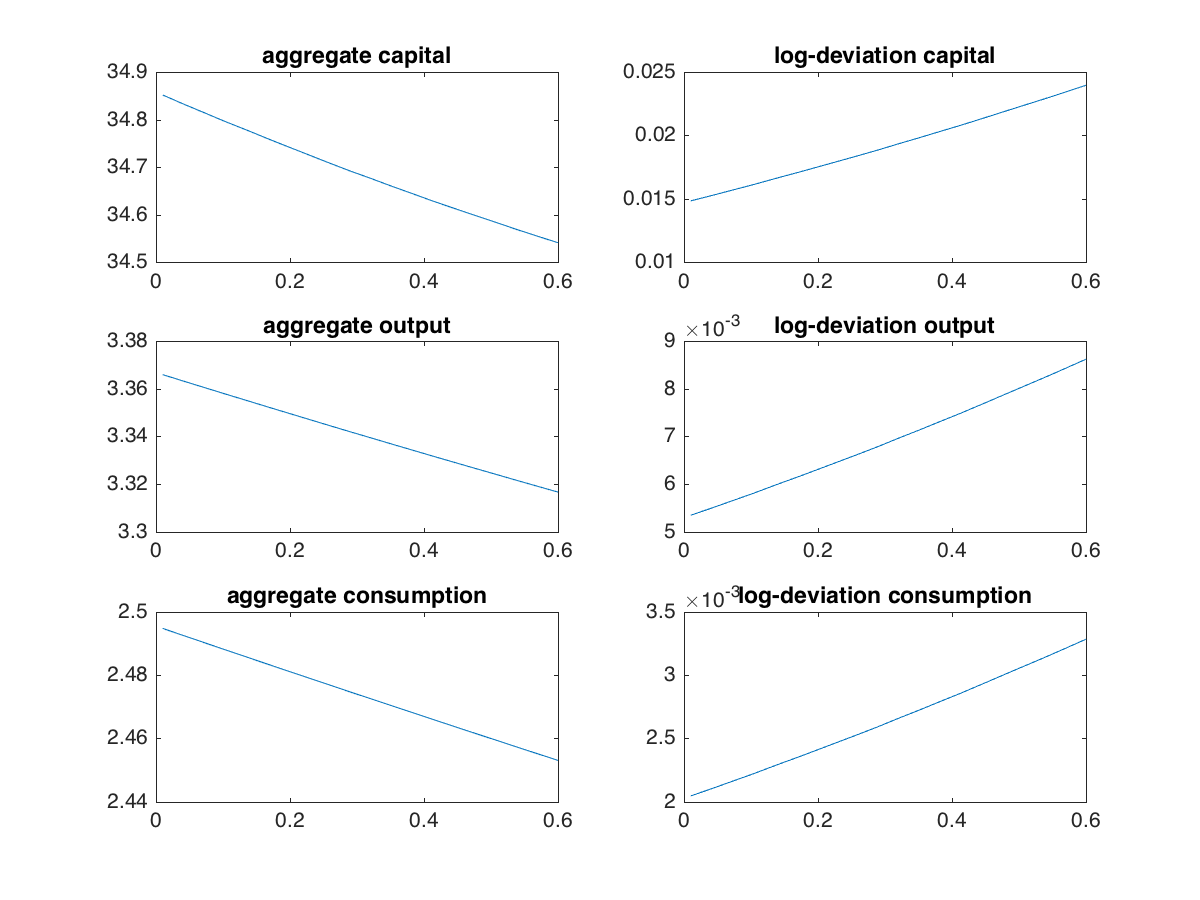 aggregate capital
34.9
34.8
34.7
34.6
34.5
0 0.2 0.4 0.6
log-deviation capital
0.025
0.02
0.015
0.01
0 0.2 0.4 0.6
aggregate output
3.38
3.36
3.34
3.32
3.3
0 0.2 0.4 0.6
×10-3 log-deviation output
9
8
7
6
5
0 0.2 0.4 0.6
aggregate consumption
2.5
2.48
2.46
2.44
0 0.2 0.4 0.6
×10-3 log-deviation consumption
3.5
3
2.5
2
0 0.2 0.4 0.6